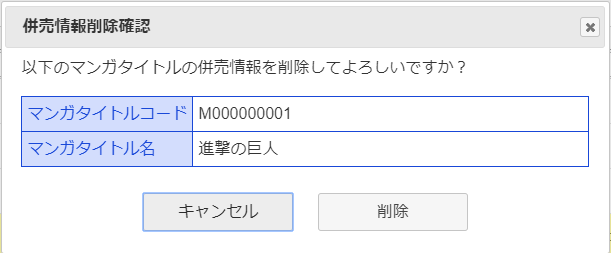 併売情報削除確認
以下のマンガタイトルの併売情報を削除してよろしいですか？
マンガタイトルコード M000000001
マンガタイトル名 進撃の巨人
キャンセル 削除